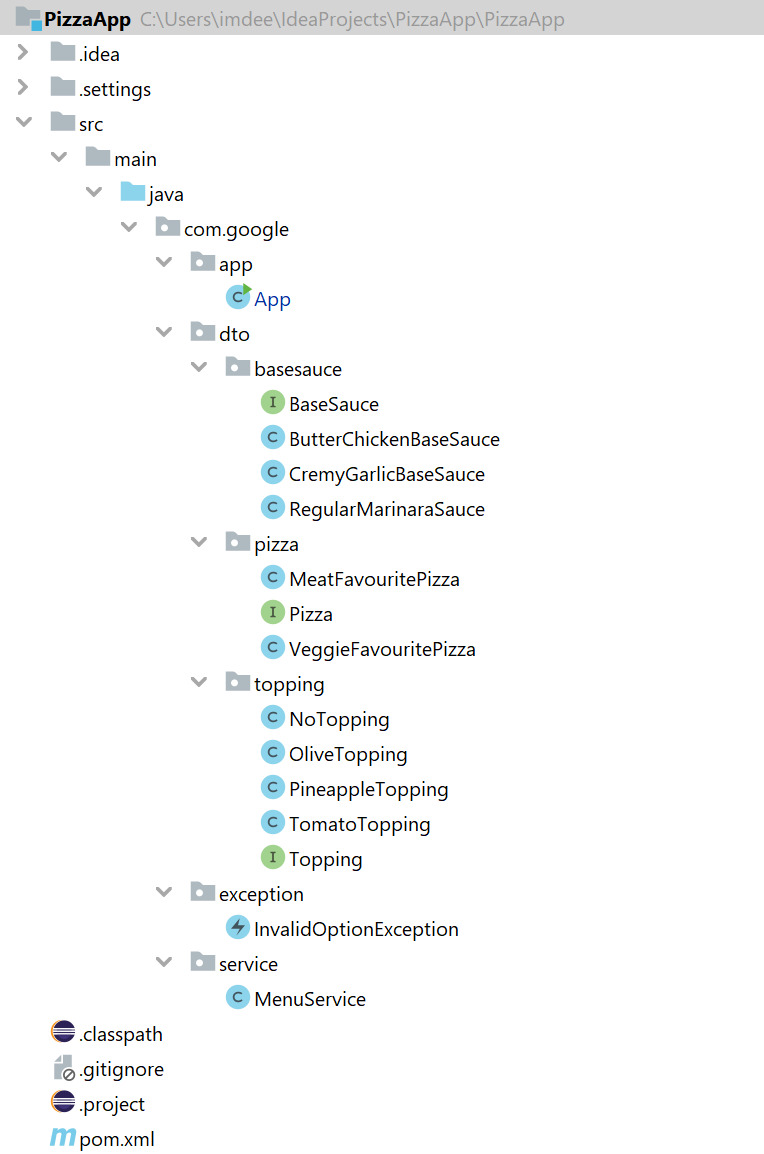 PizzaApp C:\Users\imdee\IdeaProjects\PizzaApp\PizzaApp
.idea
.settings
src
main
java
com.google
app
C App
dto
basesauce
I BaseSauce
C ButterChickenBaseSauce
C CremyGarlicBaseSauce
C RegularMarinaraSauce
pizza
C MeatFavouritePizza
I Pizza
C VeggieFavouritePizza
topping
C NoTopping
C OliveTopping
C PineappleTopping
C TomatoTopping
I Topping
exception
InvalidOptionException
service
C MenuService
.classpath
.gitignore
.project
m pom.xml